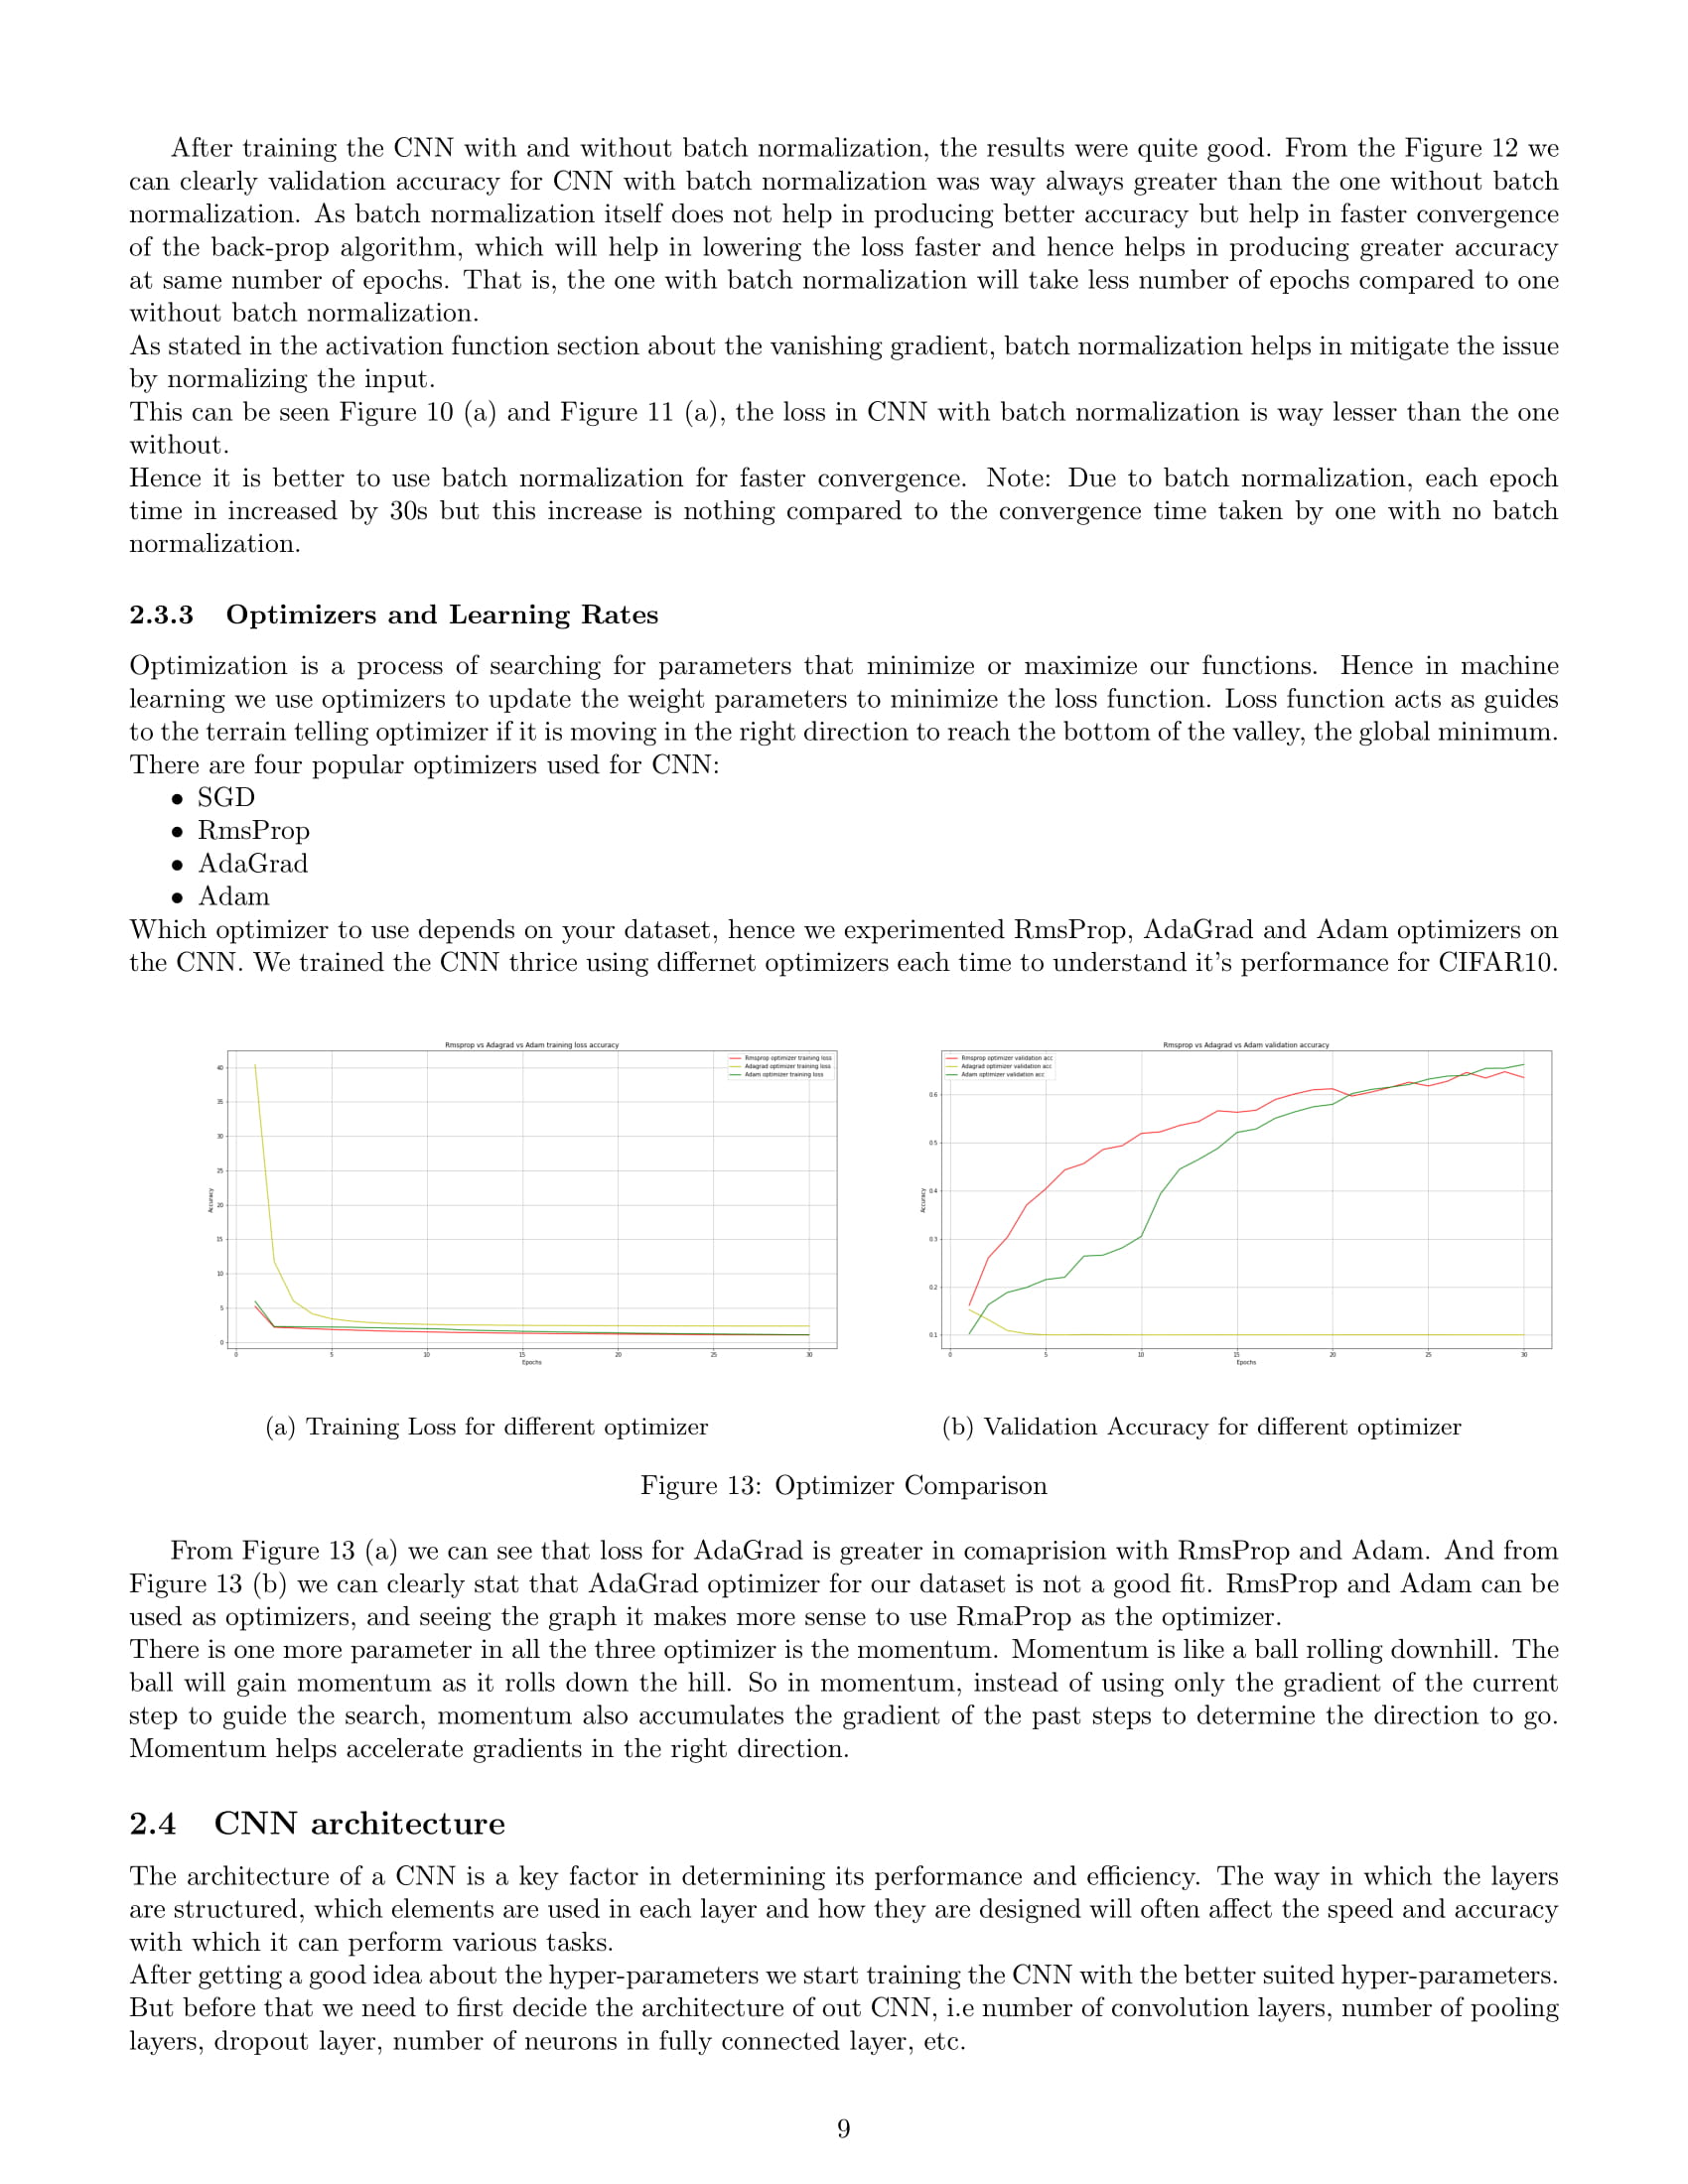 After training the CNN with and without batch normalization, the results were quite good. From the Figure 12 we
can clearly validation accuracy for CNN with batch normalization was way always greater than the one without batch
normalization. As batch normalization itself does not help in producing better accuracy but help in faster convergence
of the back-prop algorithm, which will help in lowering the loss faster and hence helps in producing greater accuracy
at same number of epochs. That is, the one with batch normalization will take less number of epochs compared to one
without batch normalization.
As stated in the activation function section about the vanishing gradient, batch normalization helps in mitigate the issue
by normalizing the input.
This can be seen Figure 10 (a) and Figure 11 (a), the loss in CNN with batch normalization is way lesser than the one
without.
Hence it is better to use batch normalization for faster convergence. Note: Due to batch normalization, each epoch
time in increased by 30s but this increase is nothing compared to the convergence time taken by one with no batch
normalization.
2.3.3 Optimizers and Learning Rates
Optimization is a process of searching for parameters that minimize or maximize our functions. Hence in machine
learning we use optimizers to update the weight parameters to minimize the loss function. Loss function acts as guides
to the terrain telling optimizer if it is moving in the right direction to reach the bottom of the valley, the global minimum.
There are four popular optimizers used for CNN:
• SGD
• RmsProp
• AdaGrad
• Adam
Which optimizer to use depends on your dataset, hence we experimented RmsProp, AdaGrad and Adam optimizers on
the CNN. We trained the CNN thrice using differnet optimizers each time to understand it's performance for CIFAR10.
Rmsprop vs Adagrad vs Adam training loss accuracy
Rmsprop optimizer training loss
Adagrad optimizer training loss
Adam optimizer training loss
40
35
30
25
20
15
10
5
0
Accuracy
0 5 10 15 20 25 30
Epochs
(a) Training Loss for different optimizer
Rmsprop vs Adagrad vs Adam validation accuracy
Rmsprop optimizer validation acc
Adagrad optimizer validation acc
Adam optimizer validation acc
0.6
0.5
0.4
0.3
0.2
0.1
Accuracy
0 5 10 15 20 25 30
Epochs
(b) Validation Accuracy for different optimizer
Figure 13: Optimizer Comparison
From Figure 13 (a) we can see that loss for AdaGrad is greater in comaprision with RmsProp and Adam. And from
Figure 13 (b) we can clearly stat that AdaGrad optimizer for our dataset is not a good fit. RmsProp and Adam can be
used as optimizers, and seeing the graph it makes more sense to use RmaProp as the optimizer.
There is one more parameter in all the three optimizer is the momentum. Momentum is like a ball rolling downhill. The
ball will gain momentum as it rolls down the hill. So in momentum, instead of using only the gradient of the current
step to guide the search, momentum also accumulates the gradient of the past steps to determine the direction to go.
Momentum helps accelerate gradients in the right direction.
2.4 CNN architecture
The architecture of a CNN is a key factor in determining its performance and efficiency. The way in which the layers
are structured, which elements are used in each layer and how they are designed will often affect the speed and accuracy
with which it can perform various tasks.
After getting a good idea about the hyper-parameters we start training the CNN with the better suited hyper-parameters.
But before that we need to first decide the architecture of out CNN, i.e number of convolution layers, number of pooling
layers, dropout layer, number of neurons in fully connected layer, etc.
9